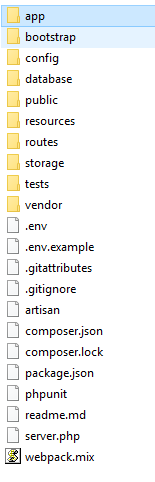 app
bootstrap
config
database
public
resources
routes
storage
tests
vendor
.env
.env.example
.gitattributes
.gitignore
artisan
composer.json
composer.lock
package.json
phpunit
readme.md
server.php
webpack.mix